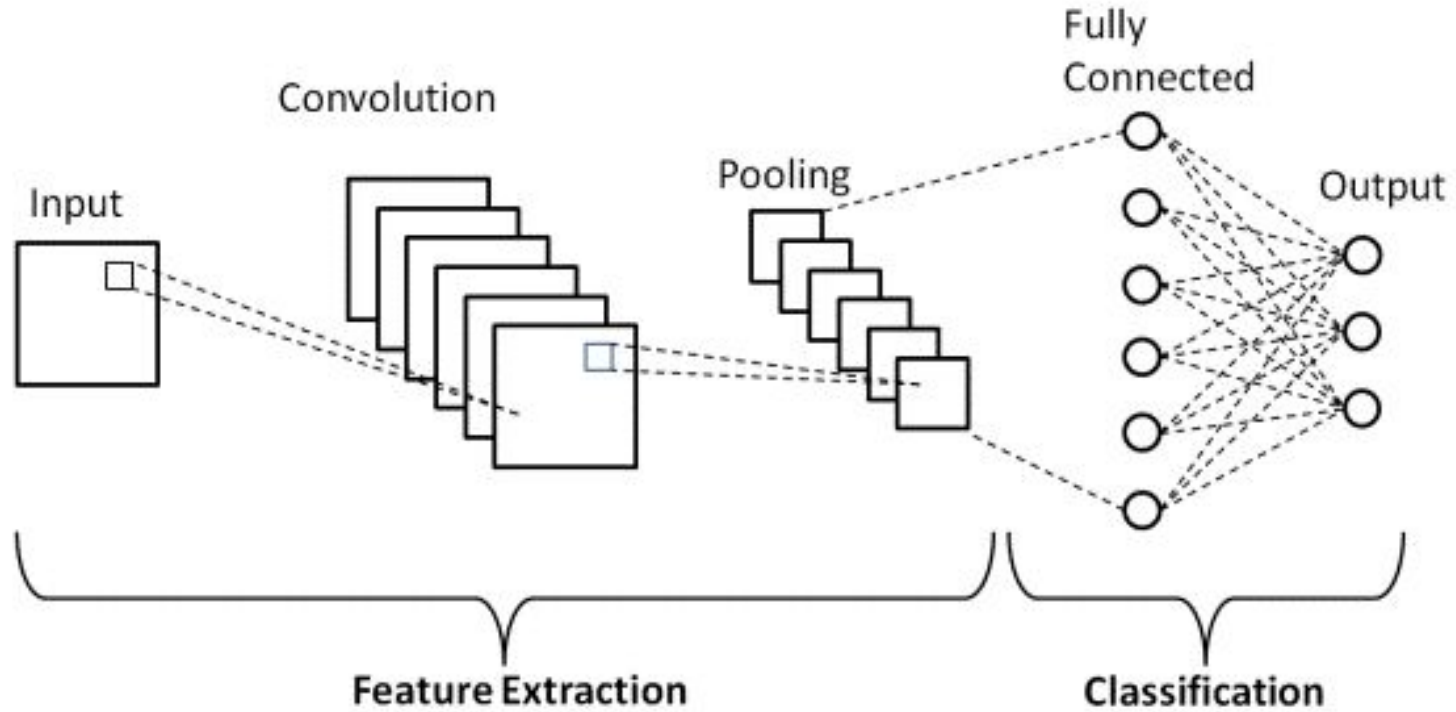 Input
Convolution
Pooling
Fully
Connected
Output
Feature Extraction
Classification